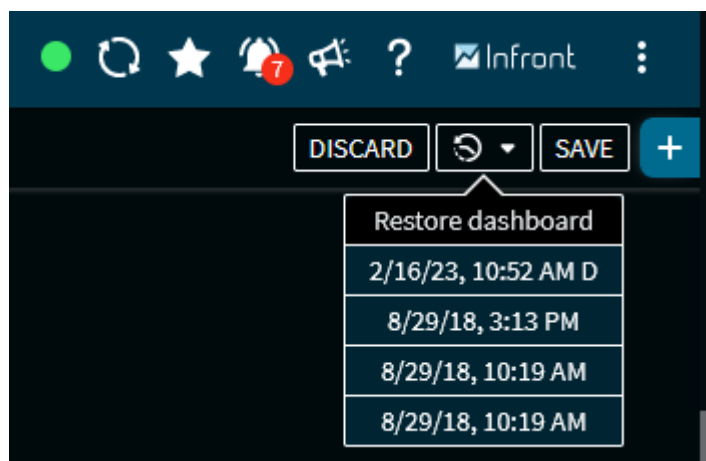 7
?
Infront
DISCARD
SAVE
+
Restore dashboard
2/16/23, 10:52 AM D
8/29/18, 3:13 PM
8/29/18, 10:19 AM
8/29/18, 10:19 AM